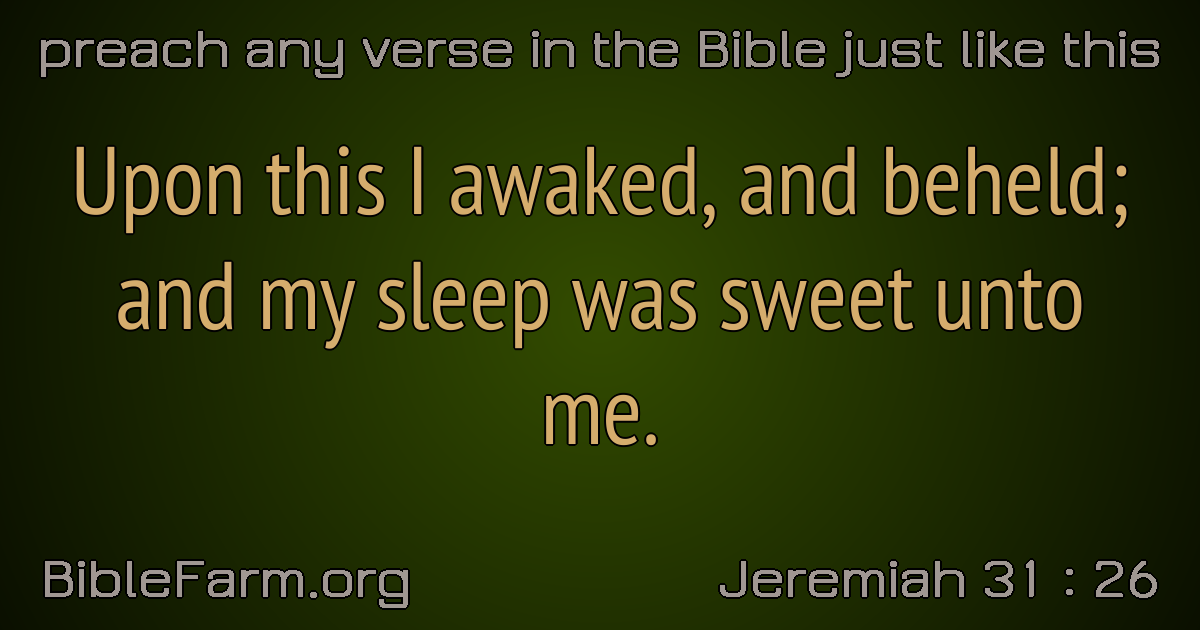 preach any verse in the Bible just like this
Upon this I awaked, and beheld;
and my sleep was sweet unto
me.
BibleFarm.org
Jeremiah 31 : 26